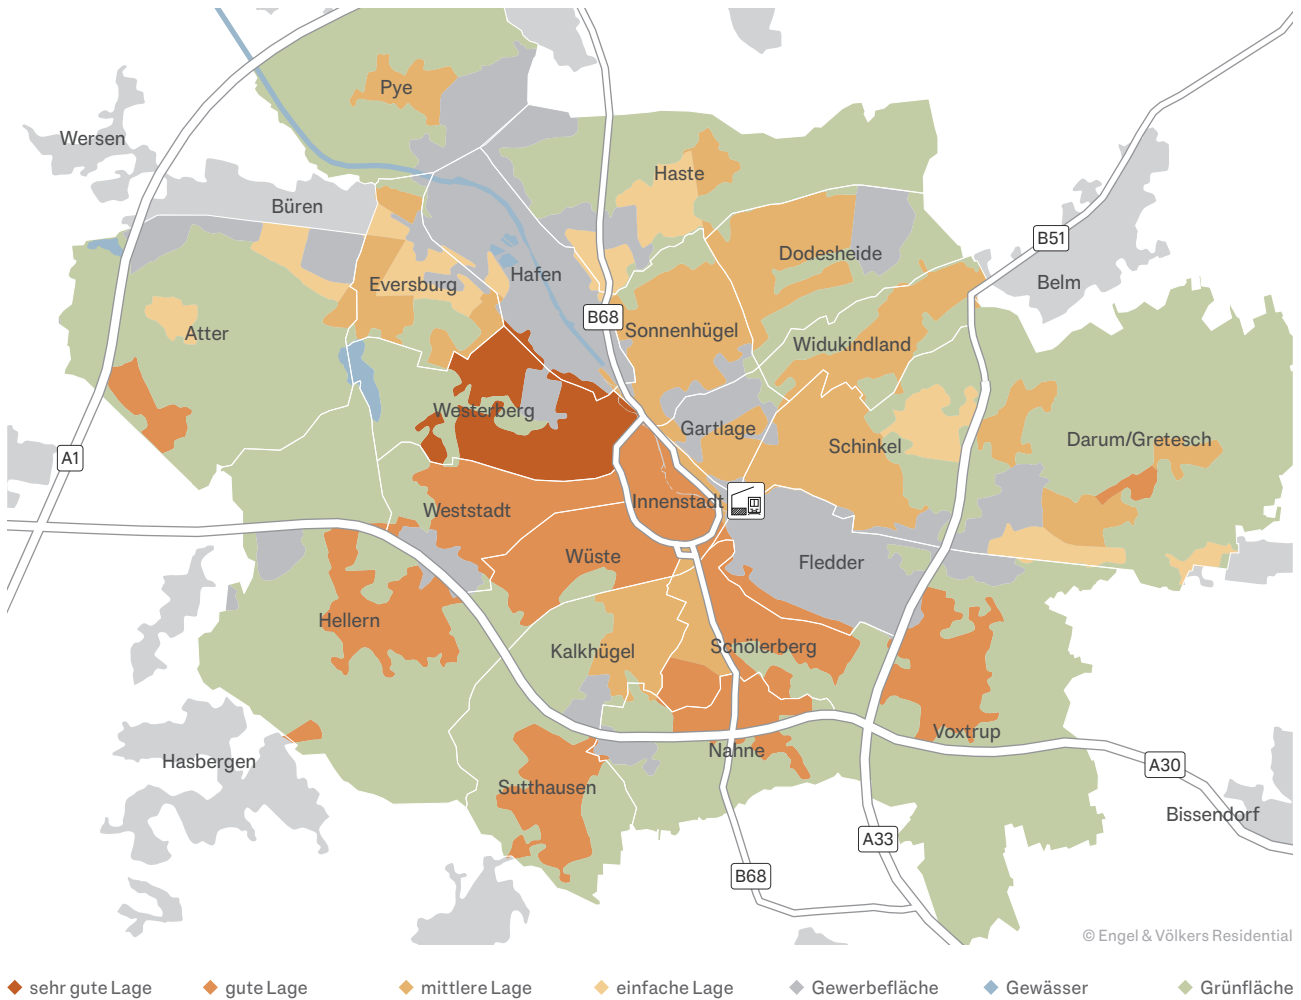 Pye
Wersen
Haste
Büren
B51
Dodesheide
Hafen
Belm
Eversburg
B68
Sonnenhügel
Atter
Widukindland
Westerberg
Gartlage
Darum/Gretesch
Schinkel
A1
Innenstadt
Weststadt
Wüste
Fledder
Hellern
Schölerberg
Kalkhügel
Voxtrup
Nahne
Hasbergen
A30
Sutthausen
Bissendorf
A33
B68
© Engel & Völkers Residential
sehr gute Lage
gute Lage
mittlere Lage
einfache Lage
Gewerbefläche
Gewässer
Grünfläche